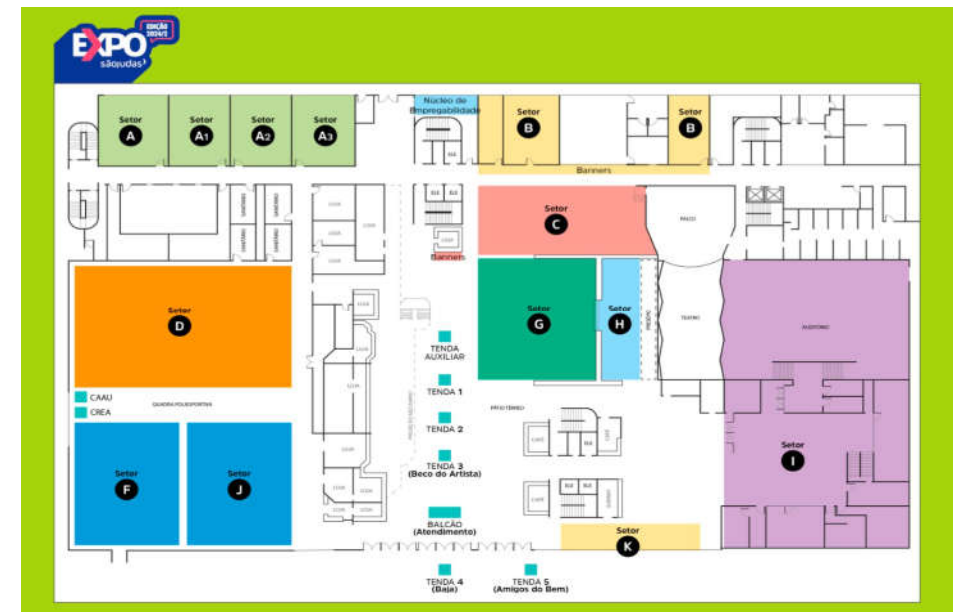 EXPO
EDIÇÃO
2024/2
sãojudas
Setor
A
Setor
A1
Setor
A2
Setor
A3
Núcleo de
Empregabilidade
Setor
B
Setor
B
Banners
Setor
C
PALCO
Banners
Setor
D
Setor
G
Setor
H
TEATRO
AUDITÓRIO
TENDA
AUXILIAR
TENDA 1
TENDA 2
TENDA 3
(Beco do Artista)
CAAU
CREA
QUADRA POLIESPORTIVA
PÁTIO TÉRREO
Setor
F
Setor
J
Setor
I
BALCÃO
(Atendimento)
Setor
K
TENDA 4
(Baja)
TENDA 5
(Amigos do Bem)